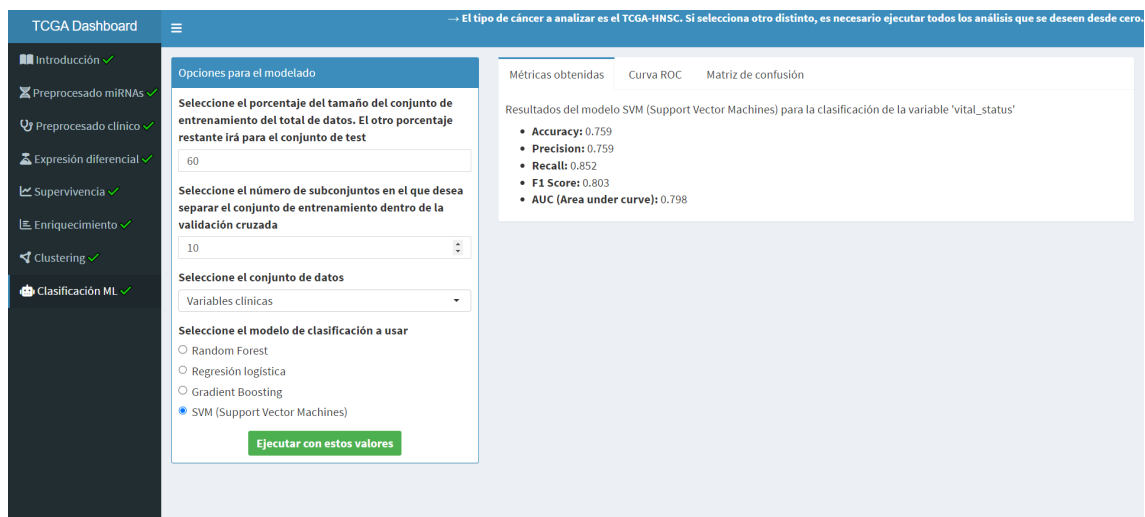 TCGA Dashboard
→ El tipo de cáncer a analizar es el TCGA-HNSC. Si selecciona otro distinto, es necesario ejecutar todos los análisis que se deseen desde cero.
Introducción
Preprocesado miRNAs
Preprocesado clínico
Expresión diferencial
Supervivencia
Enriquecimiento
Clustering
Clasificación ML
Opciones para el modelado
Seleccione el porcentaje del tamaño del conjunto de
entrenamiento del total de datos. El otro porcentaje
restante irá para el conjunto de test
60
Seleccione el número de subconjuntos en el que desea
separar el conjunto de entrenamiento dentro de la
validación cruzada
10
Seleccione el conjunto de datos
Variables clínicas
Seleccione el modelo de clasificación a usar
Random Forest
Regresión logística
Gradient Boosting
SVM (Support Vector Machines)
Ejecutar con estos valores
Métricas obtenidas Curva ROC Matriz de confusión
Resultados del modelo SVM (Support Vector Machines) para la clasificación de la variable 'vital_status'
• Accuracy: 0.759
• Precision: 0.759
• Recall: 0.852
• F1 Score: 0.803
• AUC (Area under curve): 0.798